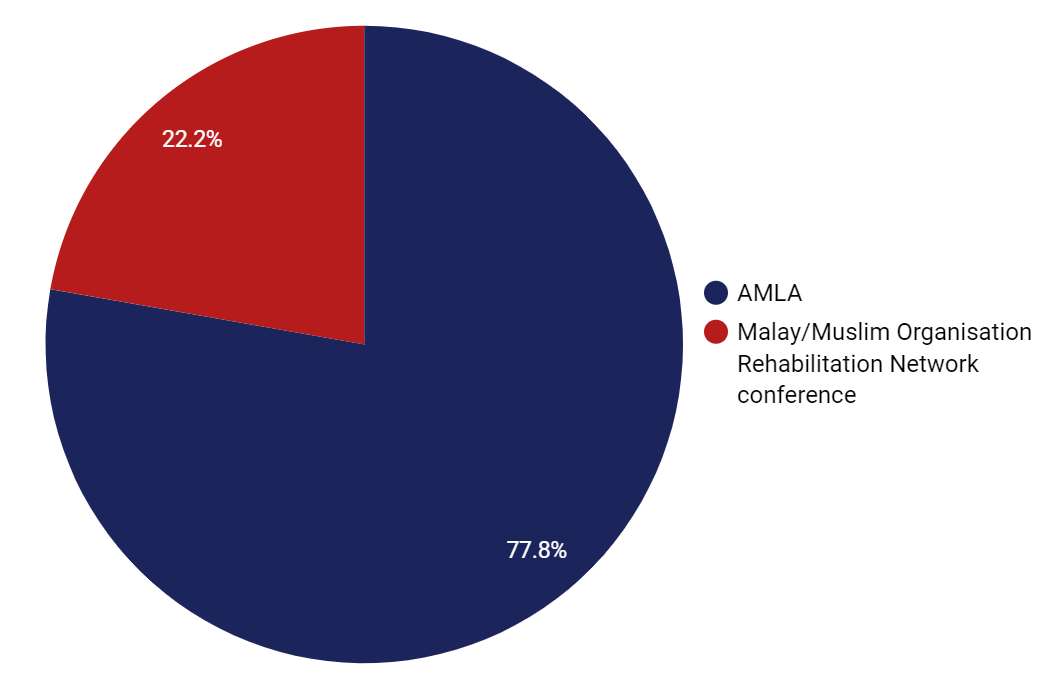 22.2%
AMLA
Malay/Muslim Organisation
Rehabilitation Network
conference
77.8%